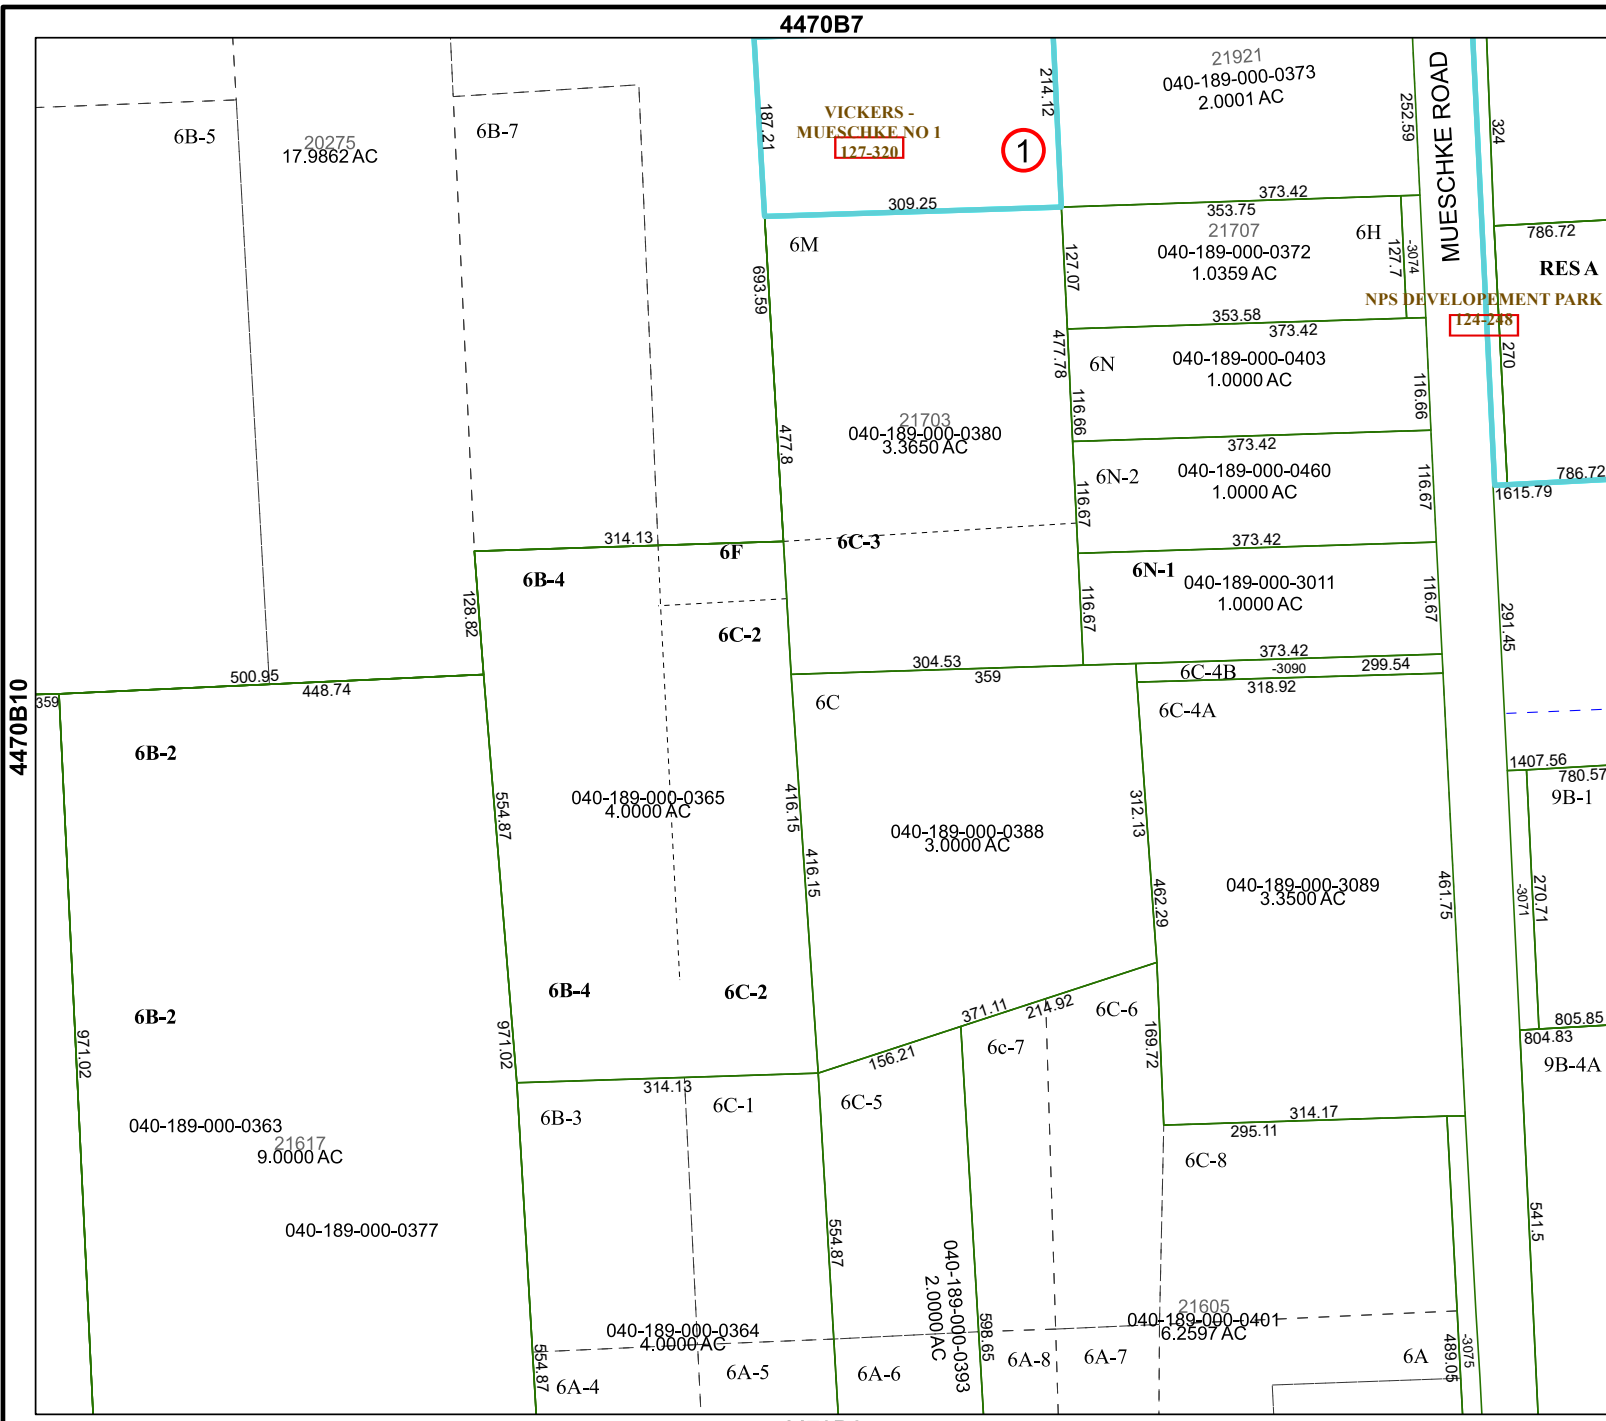 4470B7
6B-5
20275
17.9862 AC
6B-7
187.21
VICKERS -
MUESCHKE NO 1
127-320
1
214.12
21921
040-189-000-0373
2.0001 AC
252.59
MUESCHKE ROAD
324
309.25
373.42
353.75
21707
040-189-000-0372
1.0359 AC
6H
127.7
-3074
786.72
RES A
NPS DEVELOPEMENT PARK
124-248
270
6M
693.59
127.07
353.58
373.42
477.78
6N
040-189-000-0403
1.0000 AC
116.66
116.66
21703
040-189-000-0380
3.3650 AC
477.8
373.42
6N-2
040-189-000-0460
1.0000 AC
116.67
116.67
786.72
1615.79
314.13
6F
6C-3
373.42
6N-1
040-189-000-3011
1.0000 AC
116.67
116.67
6B-4
128.82
6C-2
291.45
500.95
448.74
359
4470B10
304.53
359
373.42
6C-4B
-3090
299.54
318.92
6C
6C-4A
6B-2
1407.56
780.57
9B-1
554.87
040-189-000-0365
4.0000 AC
416.15
416.15
040-189-000-0388
3.0000 AC
312.13
462.29
040-189-000-3089
3.3500 AC
461.75
-3071
270.71
6B-2
6B-4
6C-2
971.02
971.02
371.11
214.92
6C-6
156.21
6c-7
169.72
805.85
804.83
9B-4A
314.13
6B-3
6C-1
6C-5
314.17
295.11
6C-8
040-189-000-0363
21617
9.0000 AC
040-189-000-0377
554.87
040-189-000-0393
2.0000 AC
598.65
541.5
21605
040-189-000-0401
6.2597 AC
040-189-000-0364
4.0000 AC
554.87
6A-4
6A-5
6A-6
6A-8
6A-7
6A
489.05
-3075